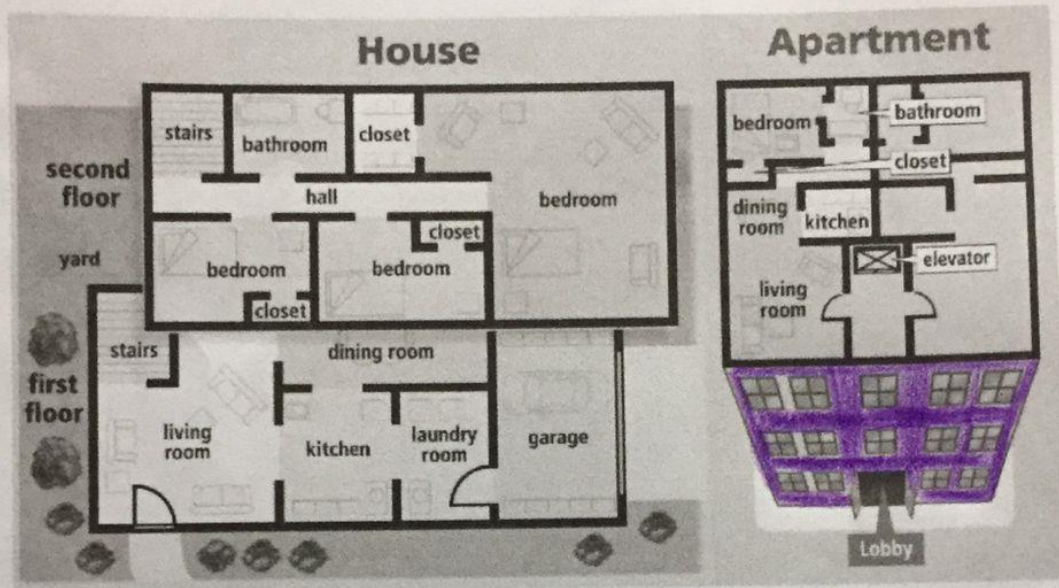 House
Apartment
second
floor
yard
stairs
bathroom
closet
hall
bedroom
bedroom
bedroom
closet
closet
first
floor
stairs
dining room
living
room
kitchen
laundry
room
garage
bedroom
bathroom
closet
dining
room
kitchen
elevator
living
room
Lobby